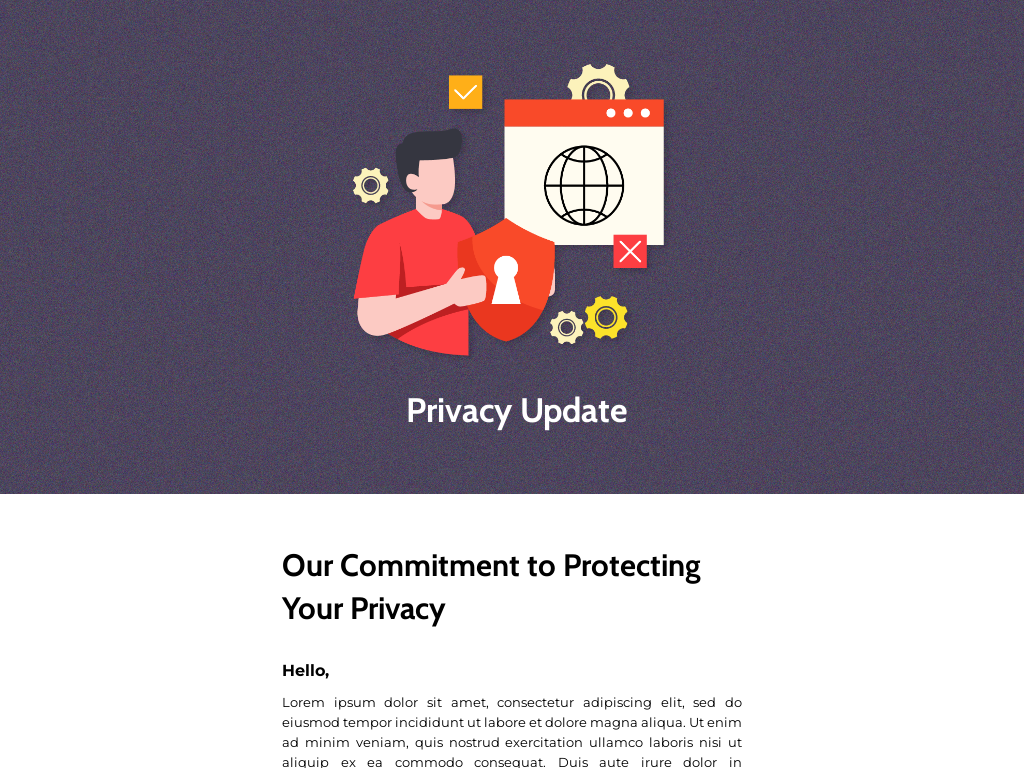 Privacy Update
Our Commitment to Protecting
Your Privacy
Hello,
Lorem ipsum dolor sit amet, consectetur adipiscing elit, sed do
eiusmod tempor incididunt ut labore et dolore magna aliqua. Ut enim
ad minim veniam, quis nostrud exercitation ullamco laboris nisi ut
aliquip ex ea commodo consequat. Duis aute irure dolor in